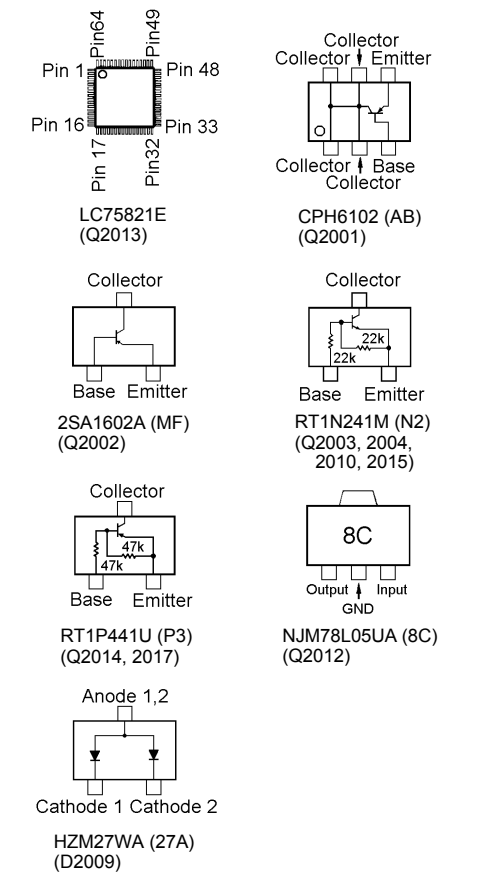 Pin64
Pin49
Pin 1
Pin 48
Pin 16
Pin 33
Pin 17
Pin32
LC75821E
(Q2013)
Collector
Collector
Emitter
Collector
Base
Collector
CPH6102 (AB)
(Q2001)
Collector
Base Emitter
2SA1602A (MF)
(Q2002)
Collector
22k
22k
Base Emitter
RT1N241M (N2)
(Q2003, 2004,
2010, 2015)
Collector
47k
47k
Base Emitter
RT1P441U (P3)
(Q2014, 2017)
8C
Output Input
GND
NJM78L05UA (8C)
(Q2012)
Anode 1,2
Cathode 1 Cathode 2
HZM27WA (27A)
(D2009)